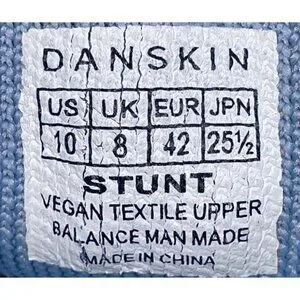 DANSKIN
US UK EUR JPN
10 8 42 25½
STUNT
VEGAN TEXTILE UPPER
BALANCE MAN MADE
MADE IN CHINA